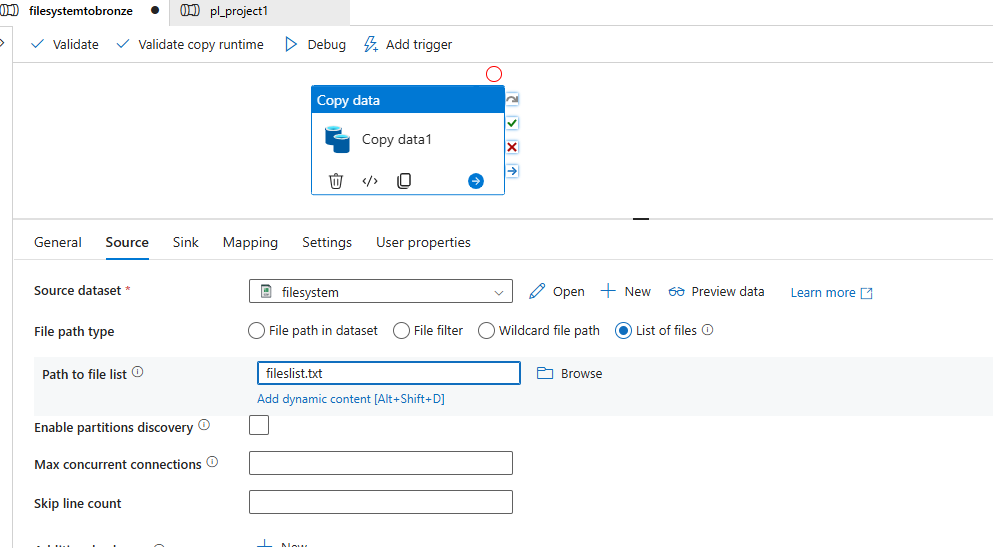 filesystemtobronze
pl_project1
Validate
Validate copy runtime
Debug
Add trigger
Copy data
Copy data1
General
Source
Sink
Mapping
Settings
User properties
Source dataset *
filesystem
Open
New
Preview data
Learn more
File path type
File path in dataset
File filter
Wildcard file path
List of files
Path to file list
fileslist.txt
Browse
Add dynamic content [Alt+Shift+D]
Enable partitions discovery
Max concurrent connections
Skip line count
New